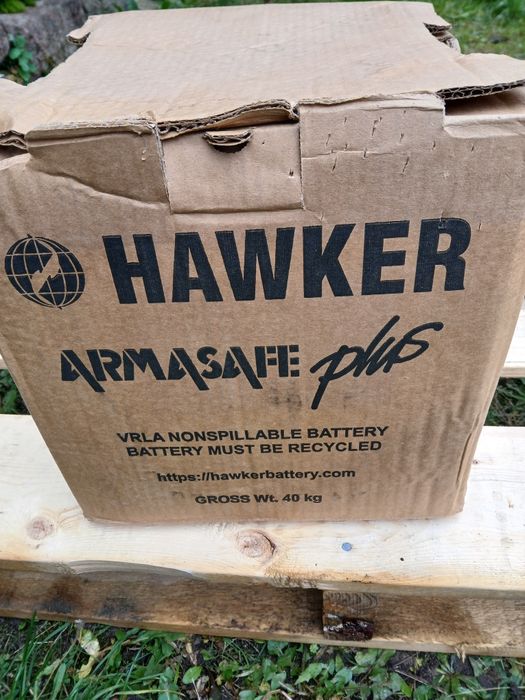 HAWKER
ARMASAFE plus
VRLA NONSPILLABLE BATTERY
BATTERY MUST BE RECYCLED
https://hawkerbattery.com
GROSS Wt. 40 kg